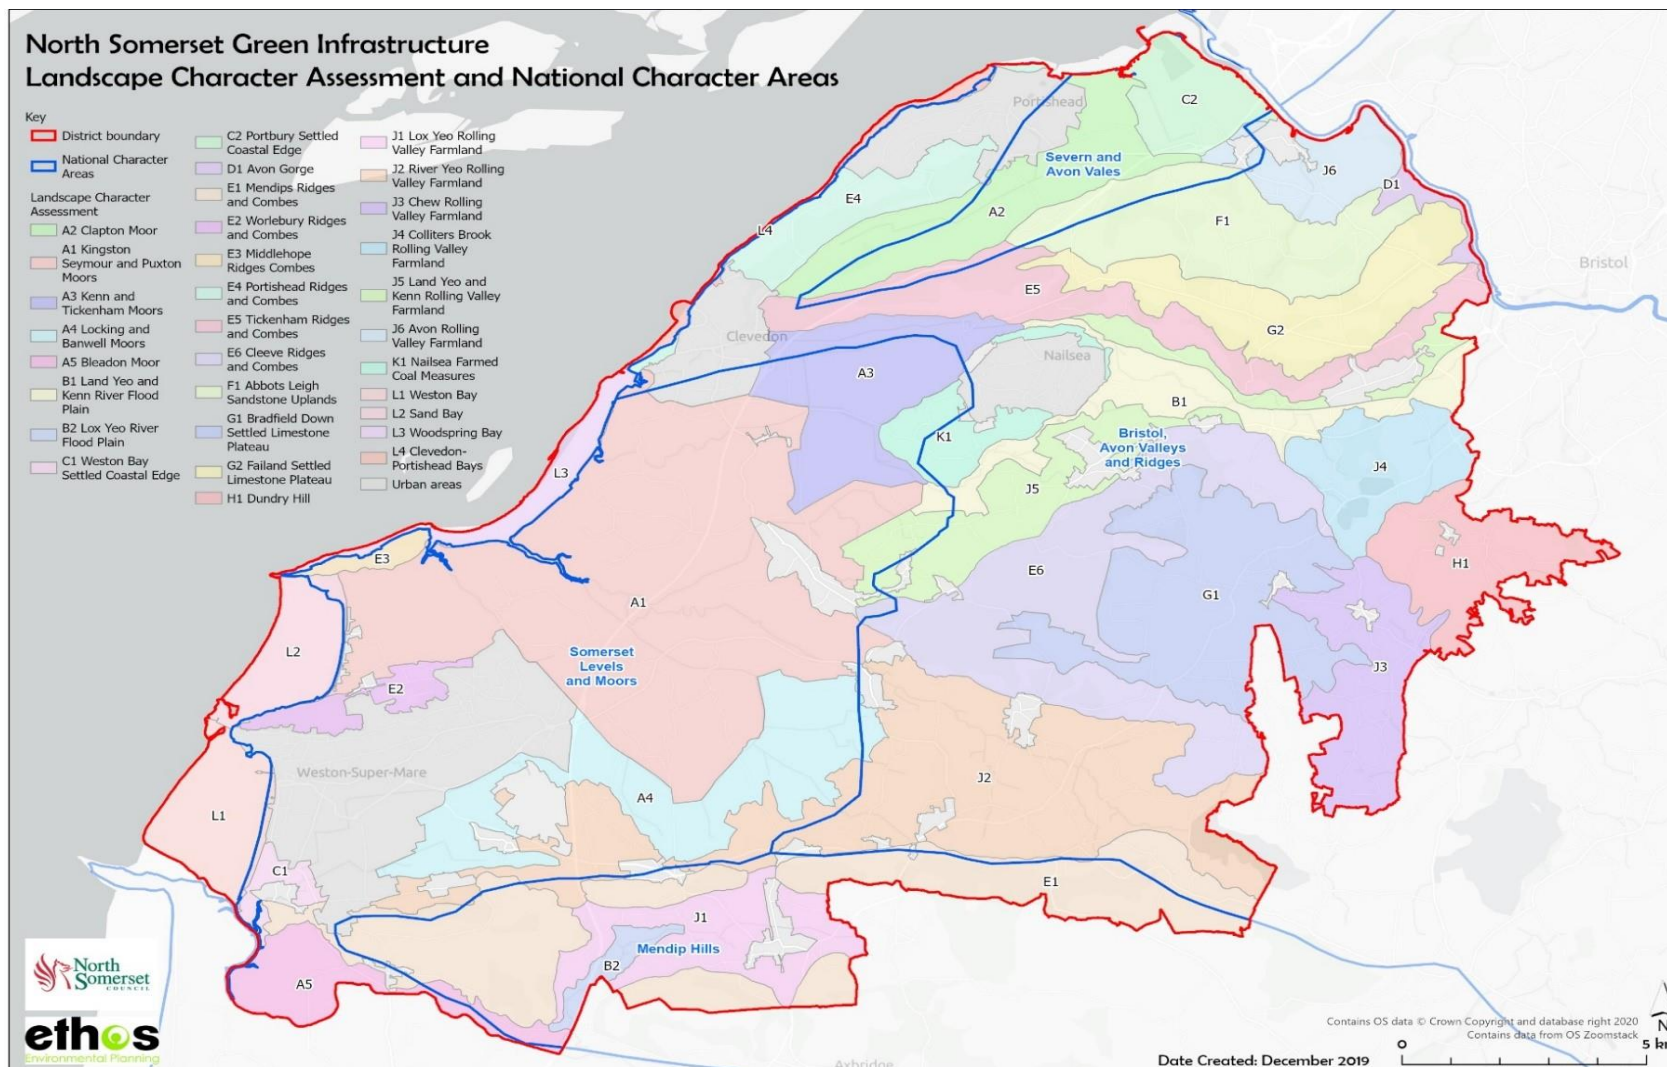 North Somerset Green Infrastructure
Landscape Character Assessment and National Character Areas
Key
District boundary
National Character
Areas
Landscape Character
Assessment
A2 Clapton Moor
A1 Kingston
Seymour and Puxton
Moors
A3 Kenn and
Tickenham Moors
A4 Locking and
Banwell Moors
A5 Bleadon Moor
B1 Land Yeo and
Kenn River Flood
Plain
B2 Lox Yeo River
Flood Plain
C1 Weston Bay
Settled Coastal Edge
C2 Portbury Settled
Coastal Edge
D1 Avon Gorge
E1 Mendips Ridges
and Combes
E2 Worlebury Ridges
and Combes
E3 Middlehope
Ridges Combes
E4 Portishead Ridges
and Combes
E5 Tickenham Ridges
and Combes
E6 Cleeve Ridges
and Combes
F1 Abbots Leigh
Sandstone Uplands
G1 Bradfield Down
Settled Limestone
Plateau
G2 Failand Settled
Limestone Plateau
H1 Dundry Hill
J1 Lox Yeo Rolling
Valley Farmland
J2 River Yeo Rolling
Valley Farmland
J3 Chew Rolling
Valley Farmland
J4 Colliters Brook
Rolling Valley
Farmland
J5 Land Yeo and
Kenn Rolling Valley
Farmland
J6 Avon Rolling
Valley Farmland
K1 Nailsea Farmed
Coal Measures
L1 Weston Bay
L2 Sand Bay
L3 Woodspring Bay
L4 Clevedon-
Portishead Bays
Urban areas
Portishead
C2
Severn and
Avon Vales
J6
D1
E4
A2
F1
L4
Bristol
E5
G2
Clevedon
Nailsea
A3
B1
K1
Bristol,
Avon Valleys
and Ridges
J4
L3
J5
E3
E6
H1
A1
G1
L2
Somerset
Levels
and Moors
J3
E2
Weston-Super-Mare
J2
A4
L1
C1
E1
J1
Mendip Hills
B2
A5
North
Somerset
COUNCIL
ethos
Environmental Planning
Axbridge
Contains OS data © Crown Copyright and database right 2020
Contains data from OS Zoomstack
N
Date Created: December 2019
0
5 km